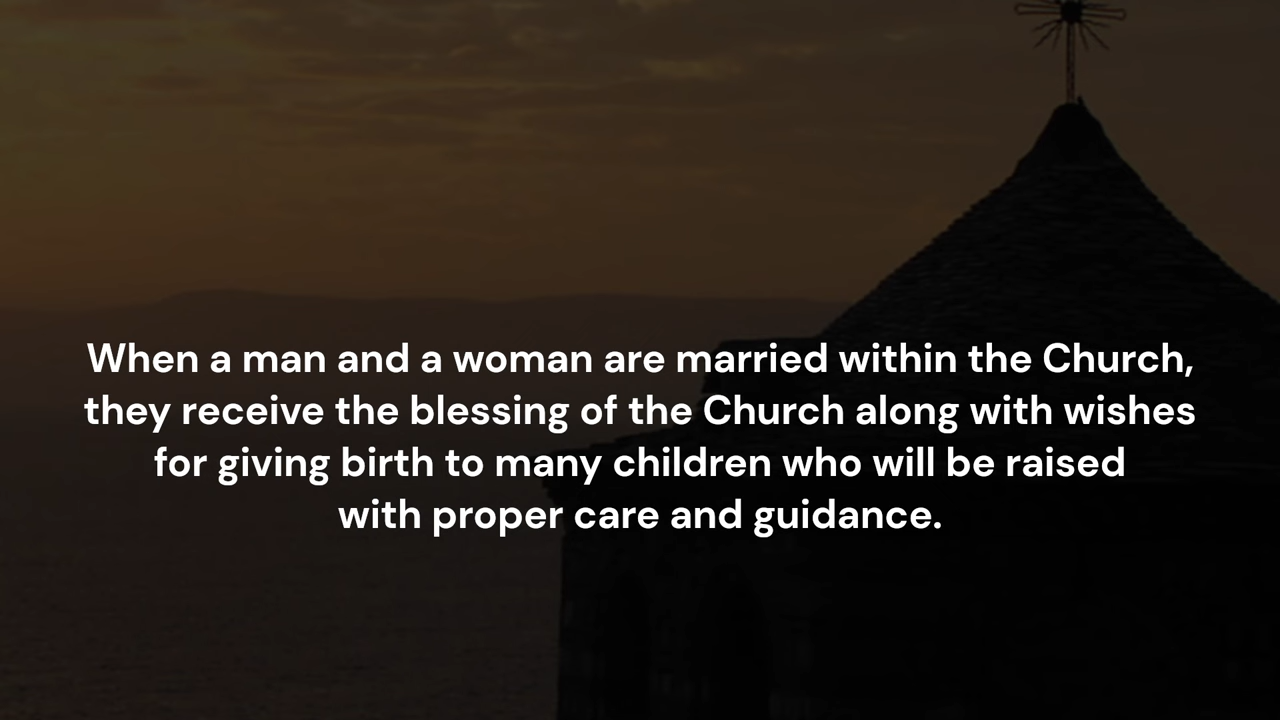 When a man and a woman are married within the Church,
they receive the blessing of the Church along with wishes
for giving birth to many children who will be raised
with proper care and guidance.